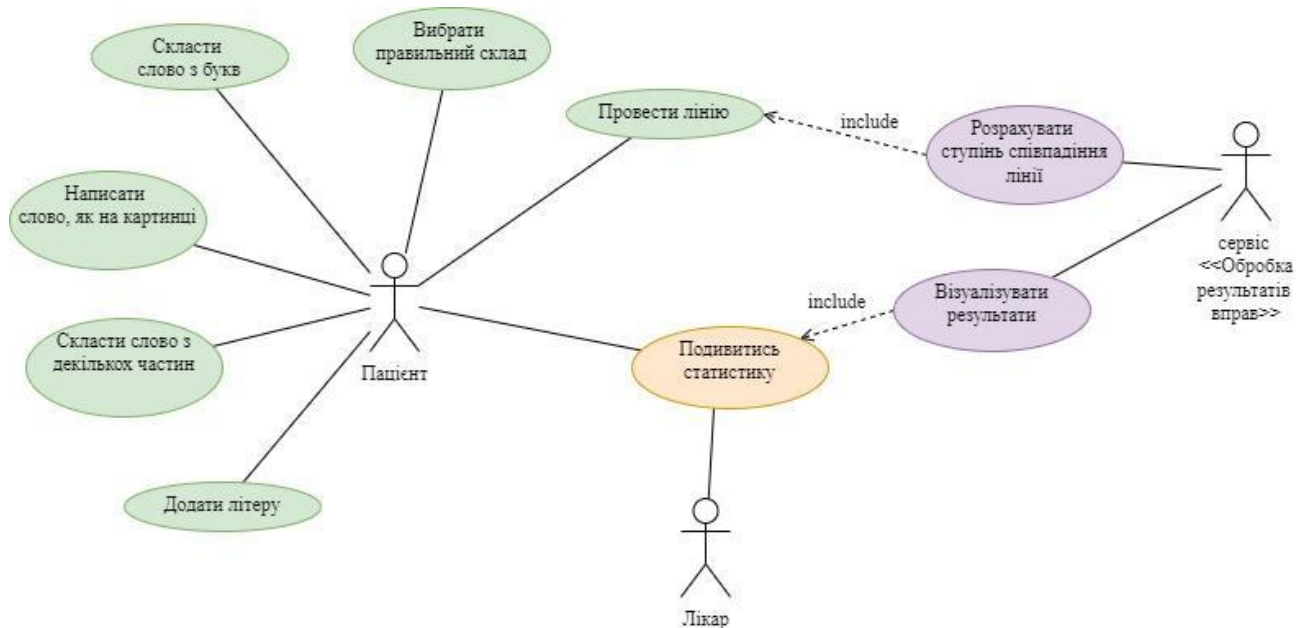 Скласти
слово з букв
Вибрати
правильний склад
Провести лінію
include
Розрахувати
ступінь співпадіння
лінії
Написати
слово, як на картинці
сервіс
<<Обробка
результатів
вправ>>
include
Візуалізувати
результати
Скласти слово з
декількох частин
Пацієнт
Подивитись
статистику
Додати літеру
Лікар